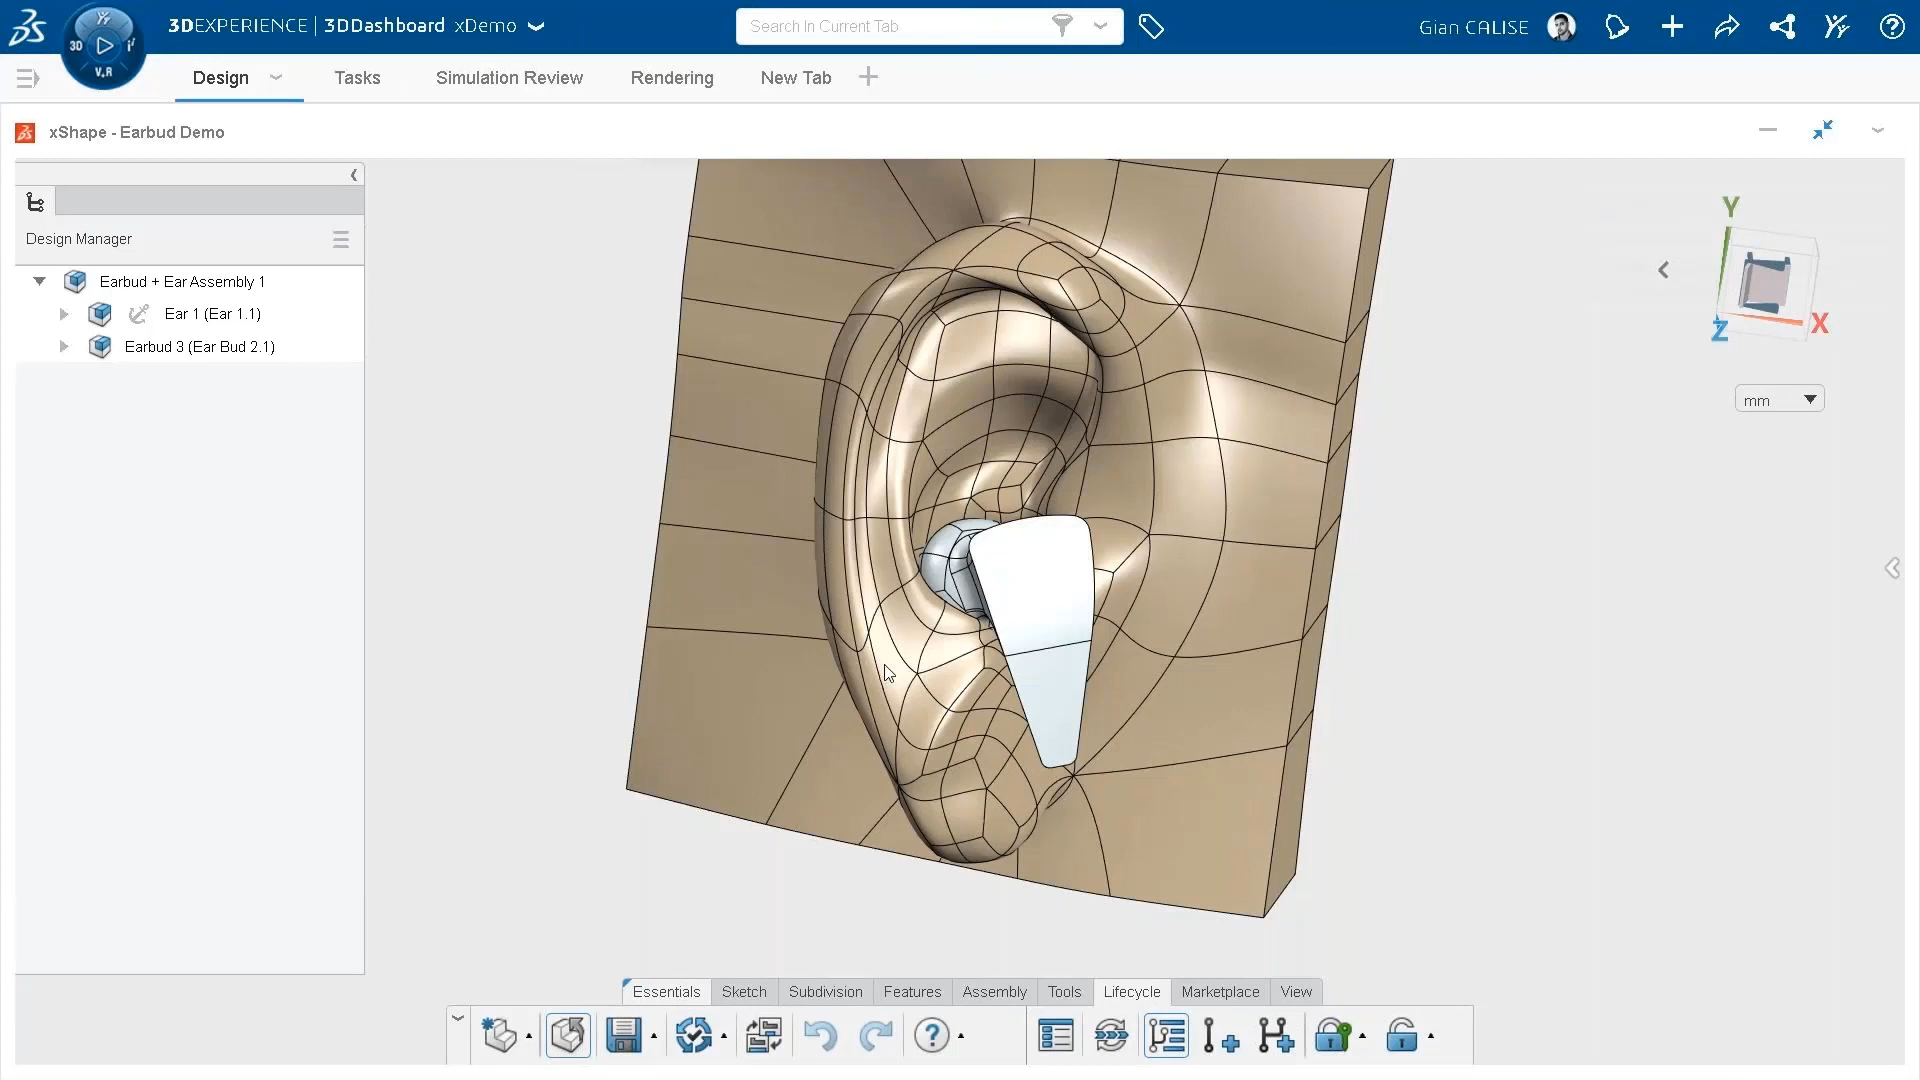 3DEXPERIENCE | 3DDashboard xDemo
Search In Current Tab
Gian CALISE
3D
V.R
Design
Tasks
Simulation Review
Rendering
New Tab
xShape - Earbud Demo
Design Manager
Earbud + Ear Assembly 1
Ear 1 (Ear 1.1)
Earbud 3 (Ear Bud 2.1)
Y
X
Z
mm
Essentials
Sketch
Subdivision
Features
Assembly
Tools
Lifecycle
Marketplace
View